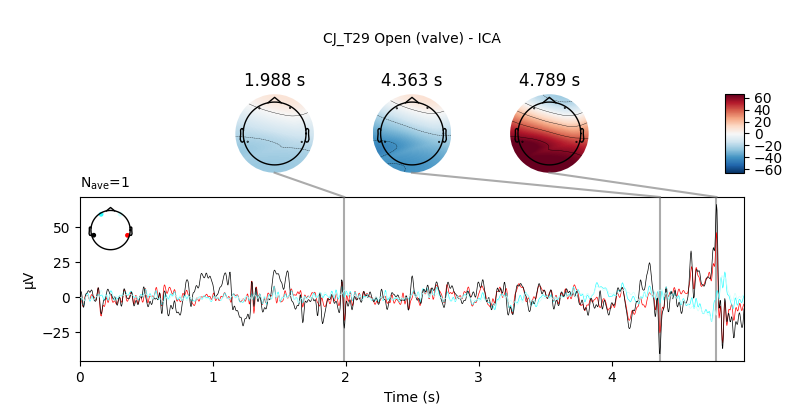 CJ_T29 Open (valve) - ICA
1.988 s
4.363 s
4.789 s
60
40
20
0
−20
−40
−60
Nave=1
50
25
0
−25
µV
0
1
2
3
4
Time (s)